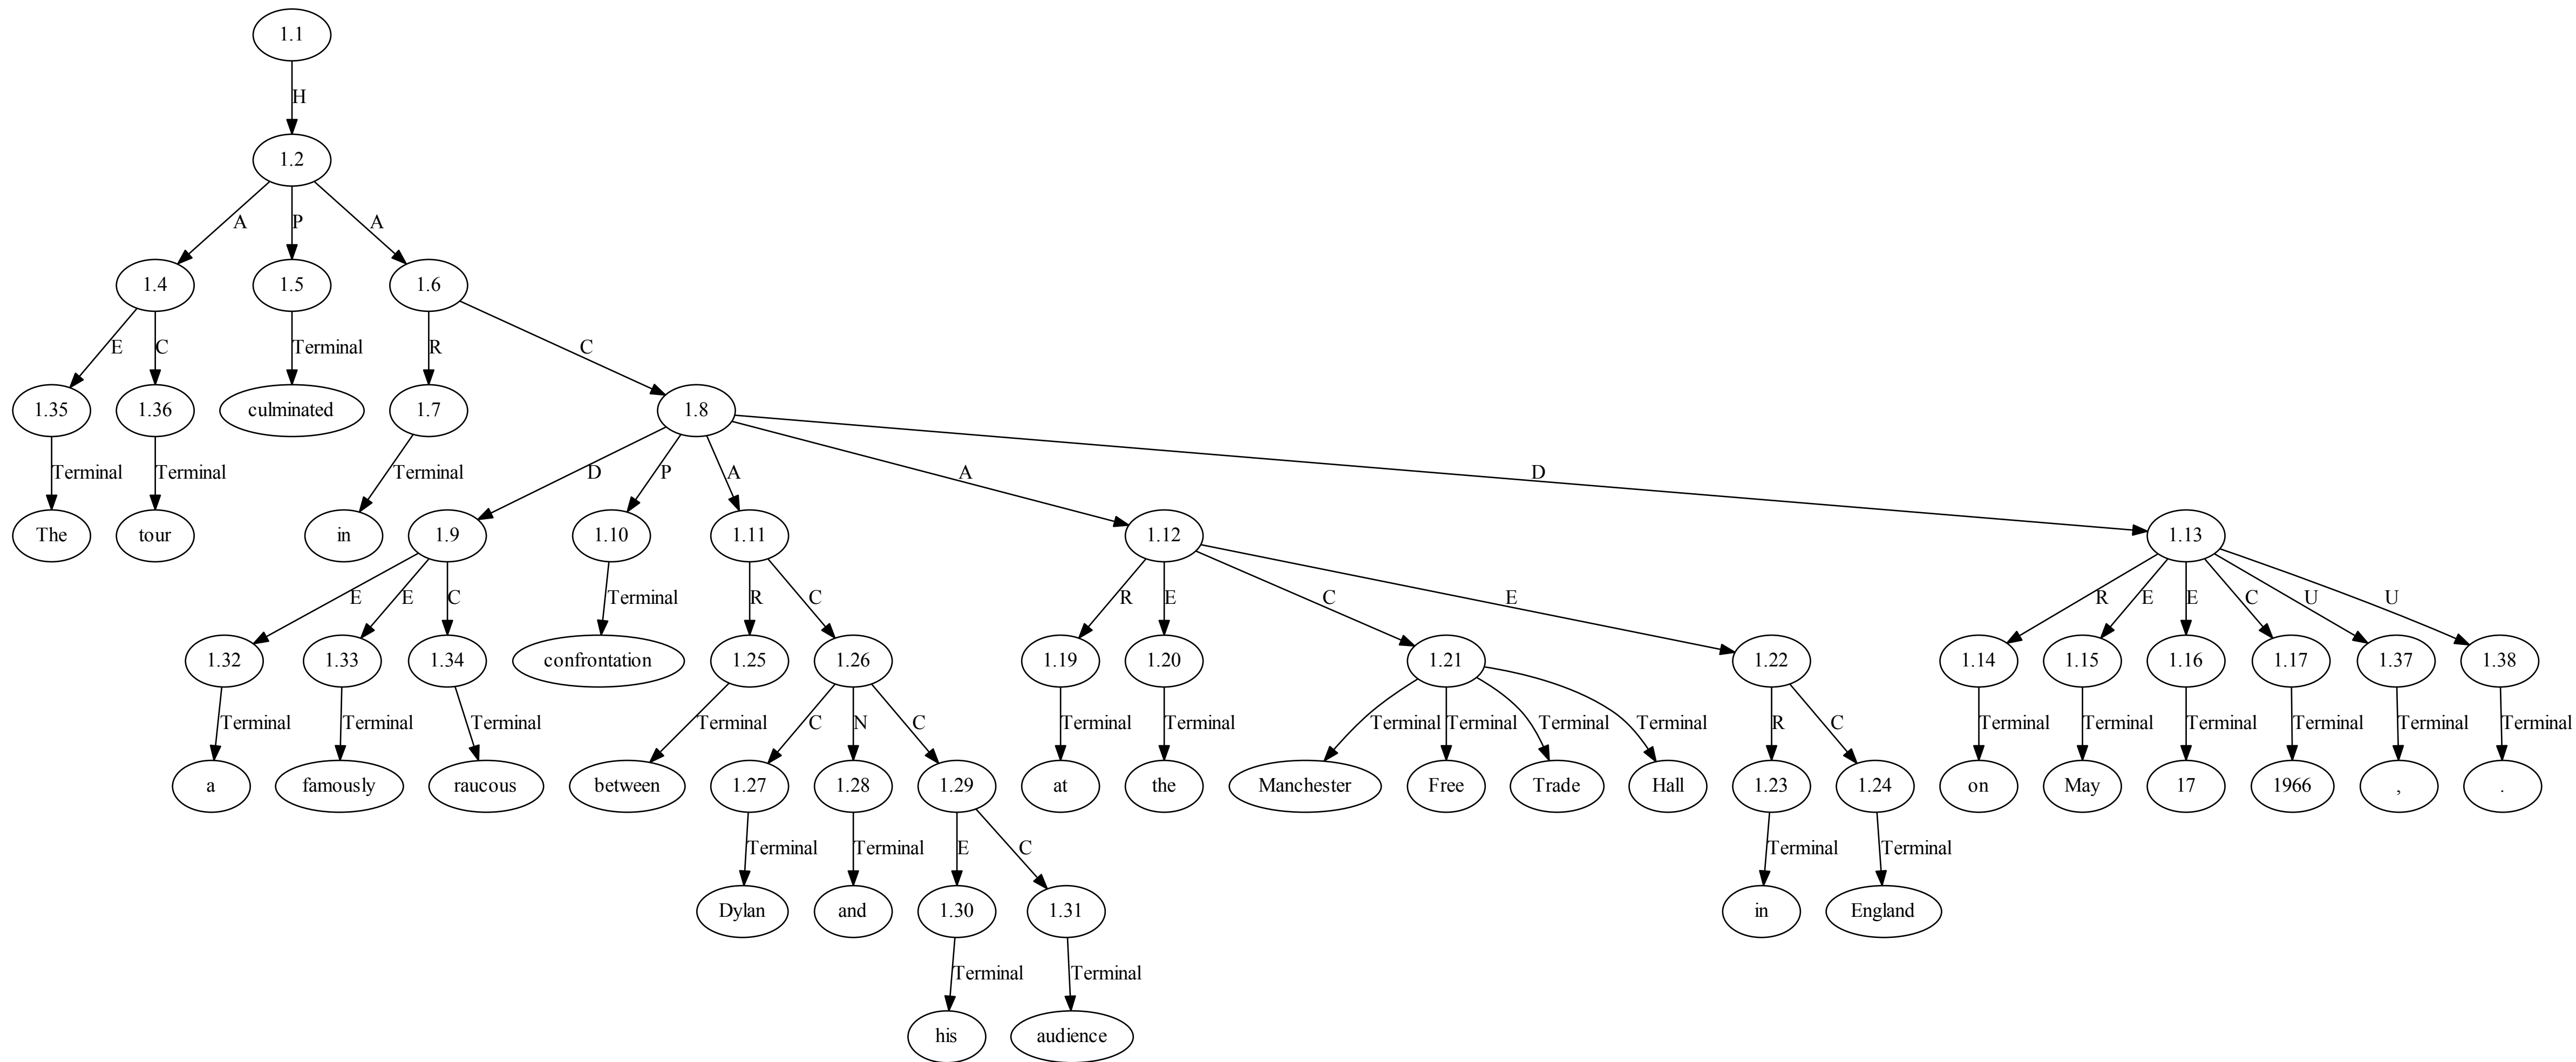 1.1
H
1.2
A P A
1.4 1.5 1.6
E C Terminal R C
1.35 1.36 culminated 1.7 1.8
Terminal Terminal Terminal D P A A D
The tour in 1.9 1.10 1.11 1.12 1.13
E E C Terminal R C R E C E R E E C U U
1.32 1.33 1.34 confrontation 1.25 1.26 1.19 1.20 1.21 1.22 1.14 1.15 1.16 1.17 1.37 1.38
Terminal Terminal Terminal Terminal C N C Terminal Terminal Terminal Terminal Terminal Terminal R C Terminal Terminal Terminal Terminal Terminal Terminal
a famously raucous between 1.27 1.28 1.29 at the Manchester Free Trade Hall 1.23 1.24 on May 17 1966 , .
Terminal Terminal E C Terminal Terminal
Dylan and 1.30 1.31 in England
Terminal Terminal
his audience